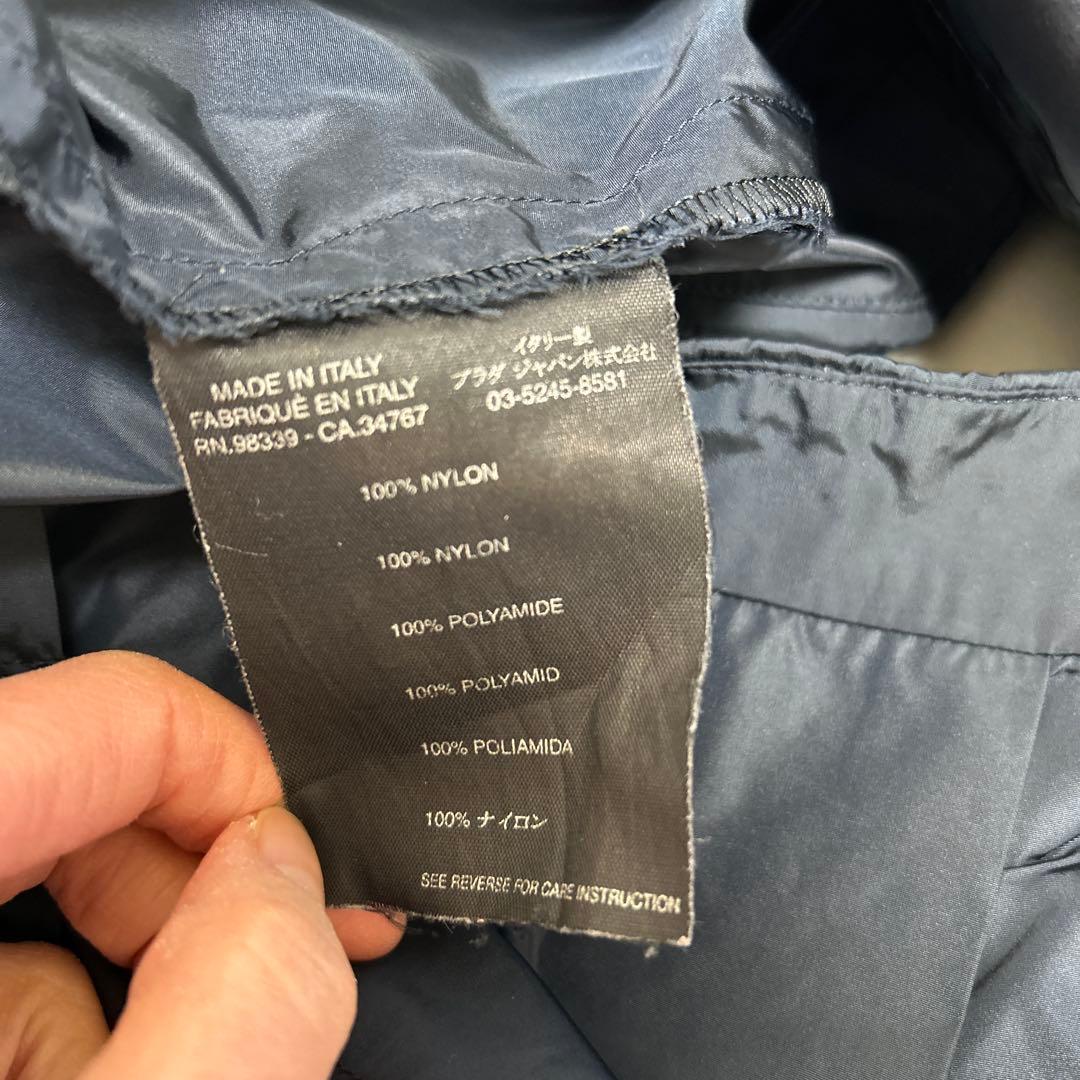 MADE IN ITALY
FABRIQUÈ EN ITALY
RN.98339 - CA.34767
イタリー製
プラダ ジャパン株式会社
03-5245-8581
100% NYLON
100% NYLON
100% POLYAMIDE
100% POLYAMID
100% POLIAMIDA
100% ナイロン
SEE REVERSE FOR CARE INSTRUCTION